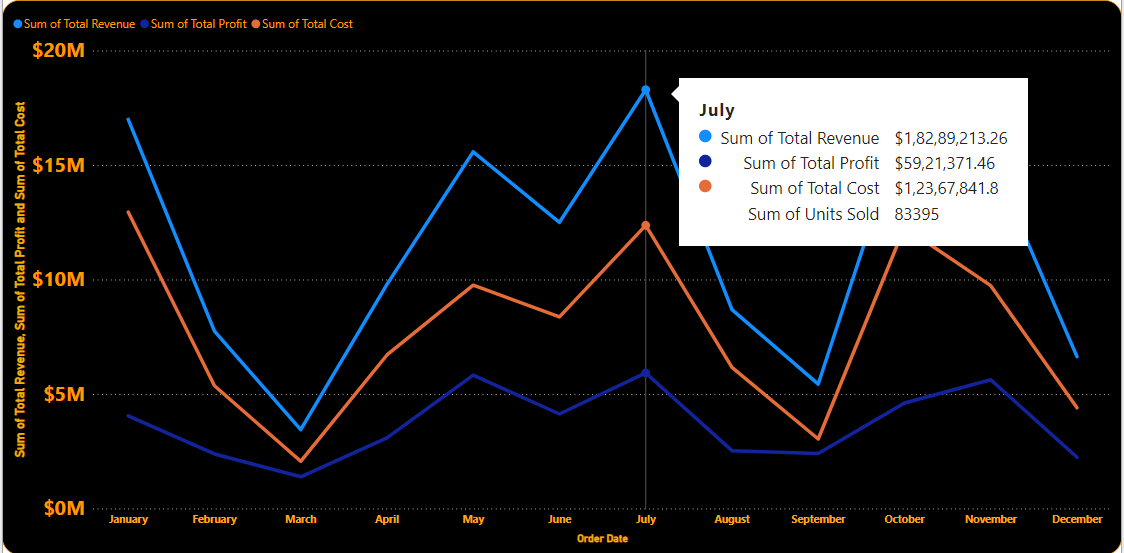 Sum of Total Revenue Sum of Total Profit Sum of Total Cost
Sum of Total Revenue, Sum of Total Profit and Sum of Total Cost
$20M
$15M
$10M
$5M
$0M
July
Sum of Total Revenue $1,82,89,213.26
Sum of Total Profit $59,21,371.46
Sum of Total Cost $1,23,67,841.8
Sum of Units Sold 83395
January February March April May June July August September October November December
Order Date